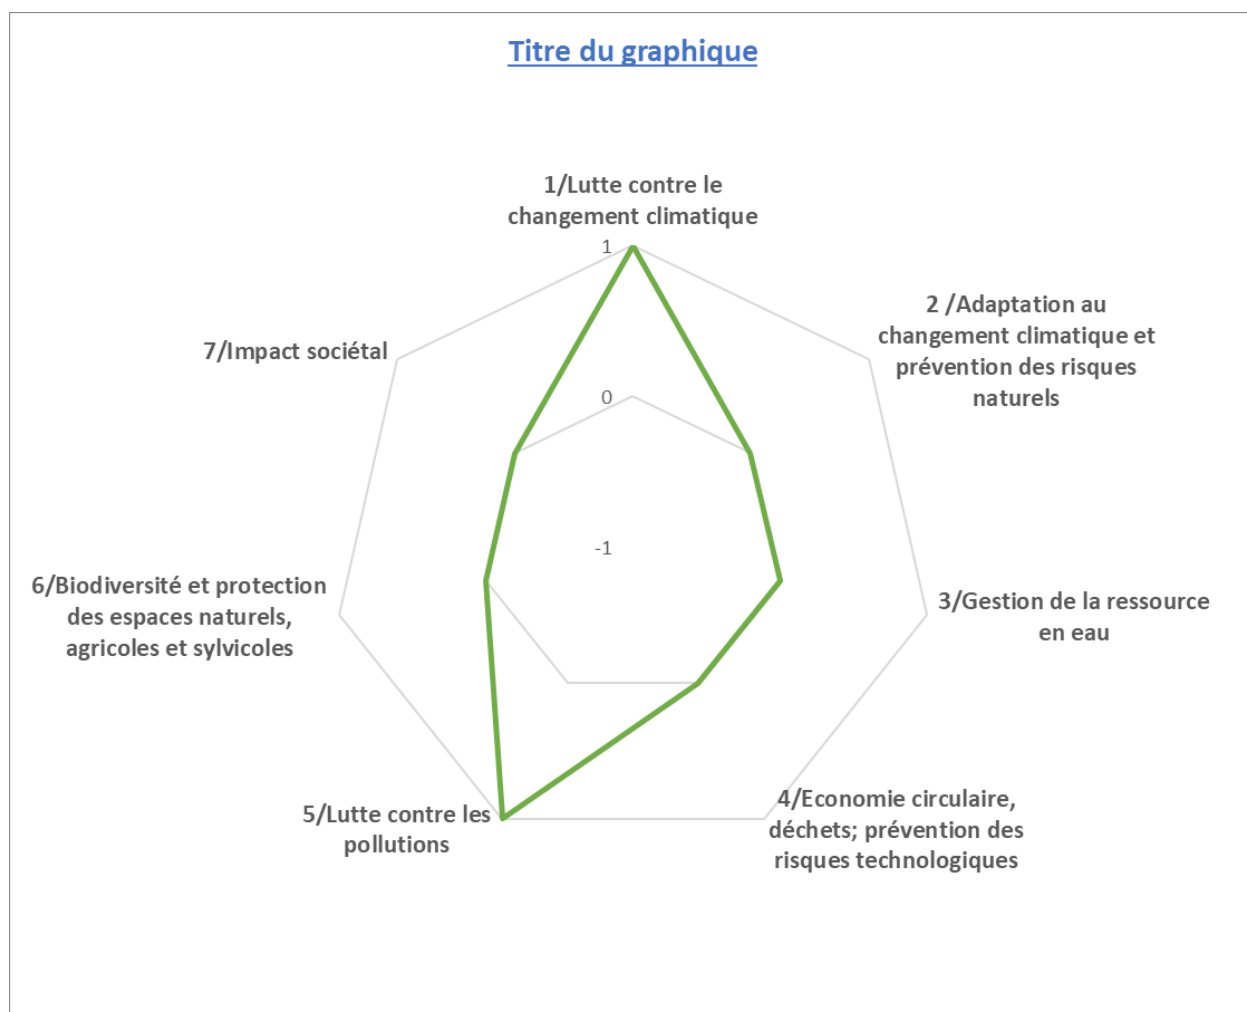 Titre du graphique
1/Lutte contre le
changement climatique
1
2 /Adaptation au
changement climatique et
prévention des risques
naturels
7/Impact sociétal
0
-1
6/Biodiversité et protection
des espaces naturels,
agricoles et sylvicoles
3/Gestion de la ressource
en eau
5/Lutte contre les
pollutions
4/Economie circulaire,
déchets; prévention des
risques technologiques